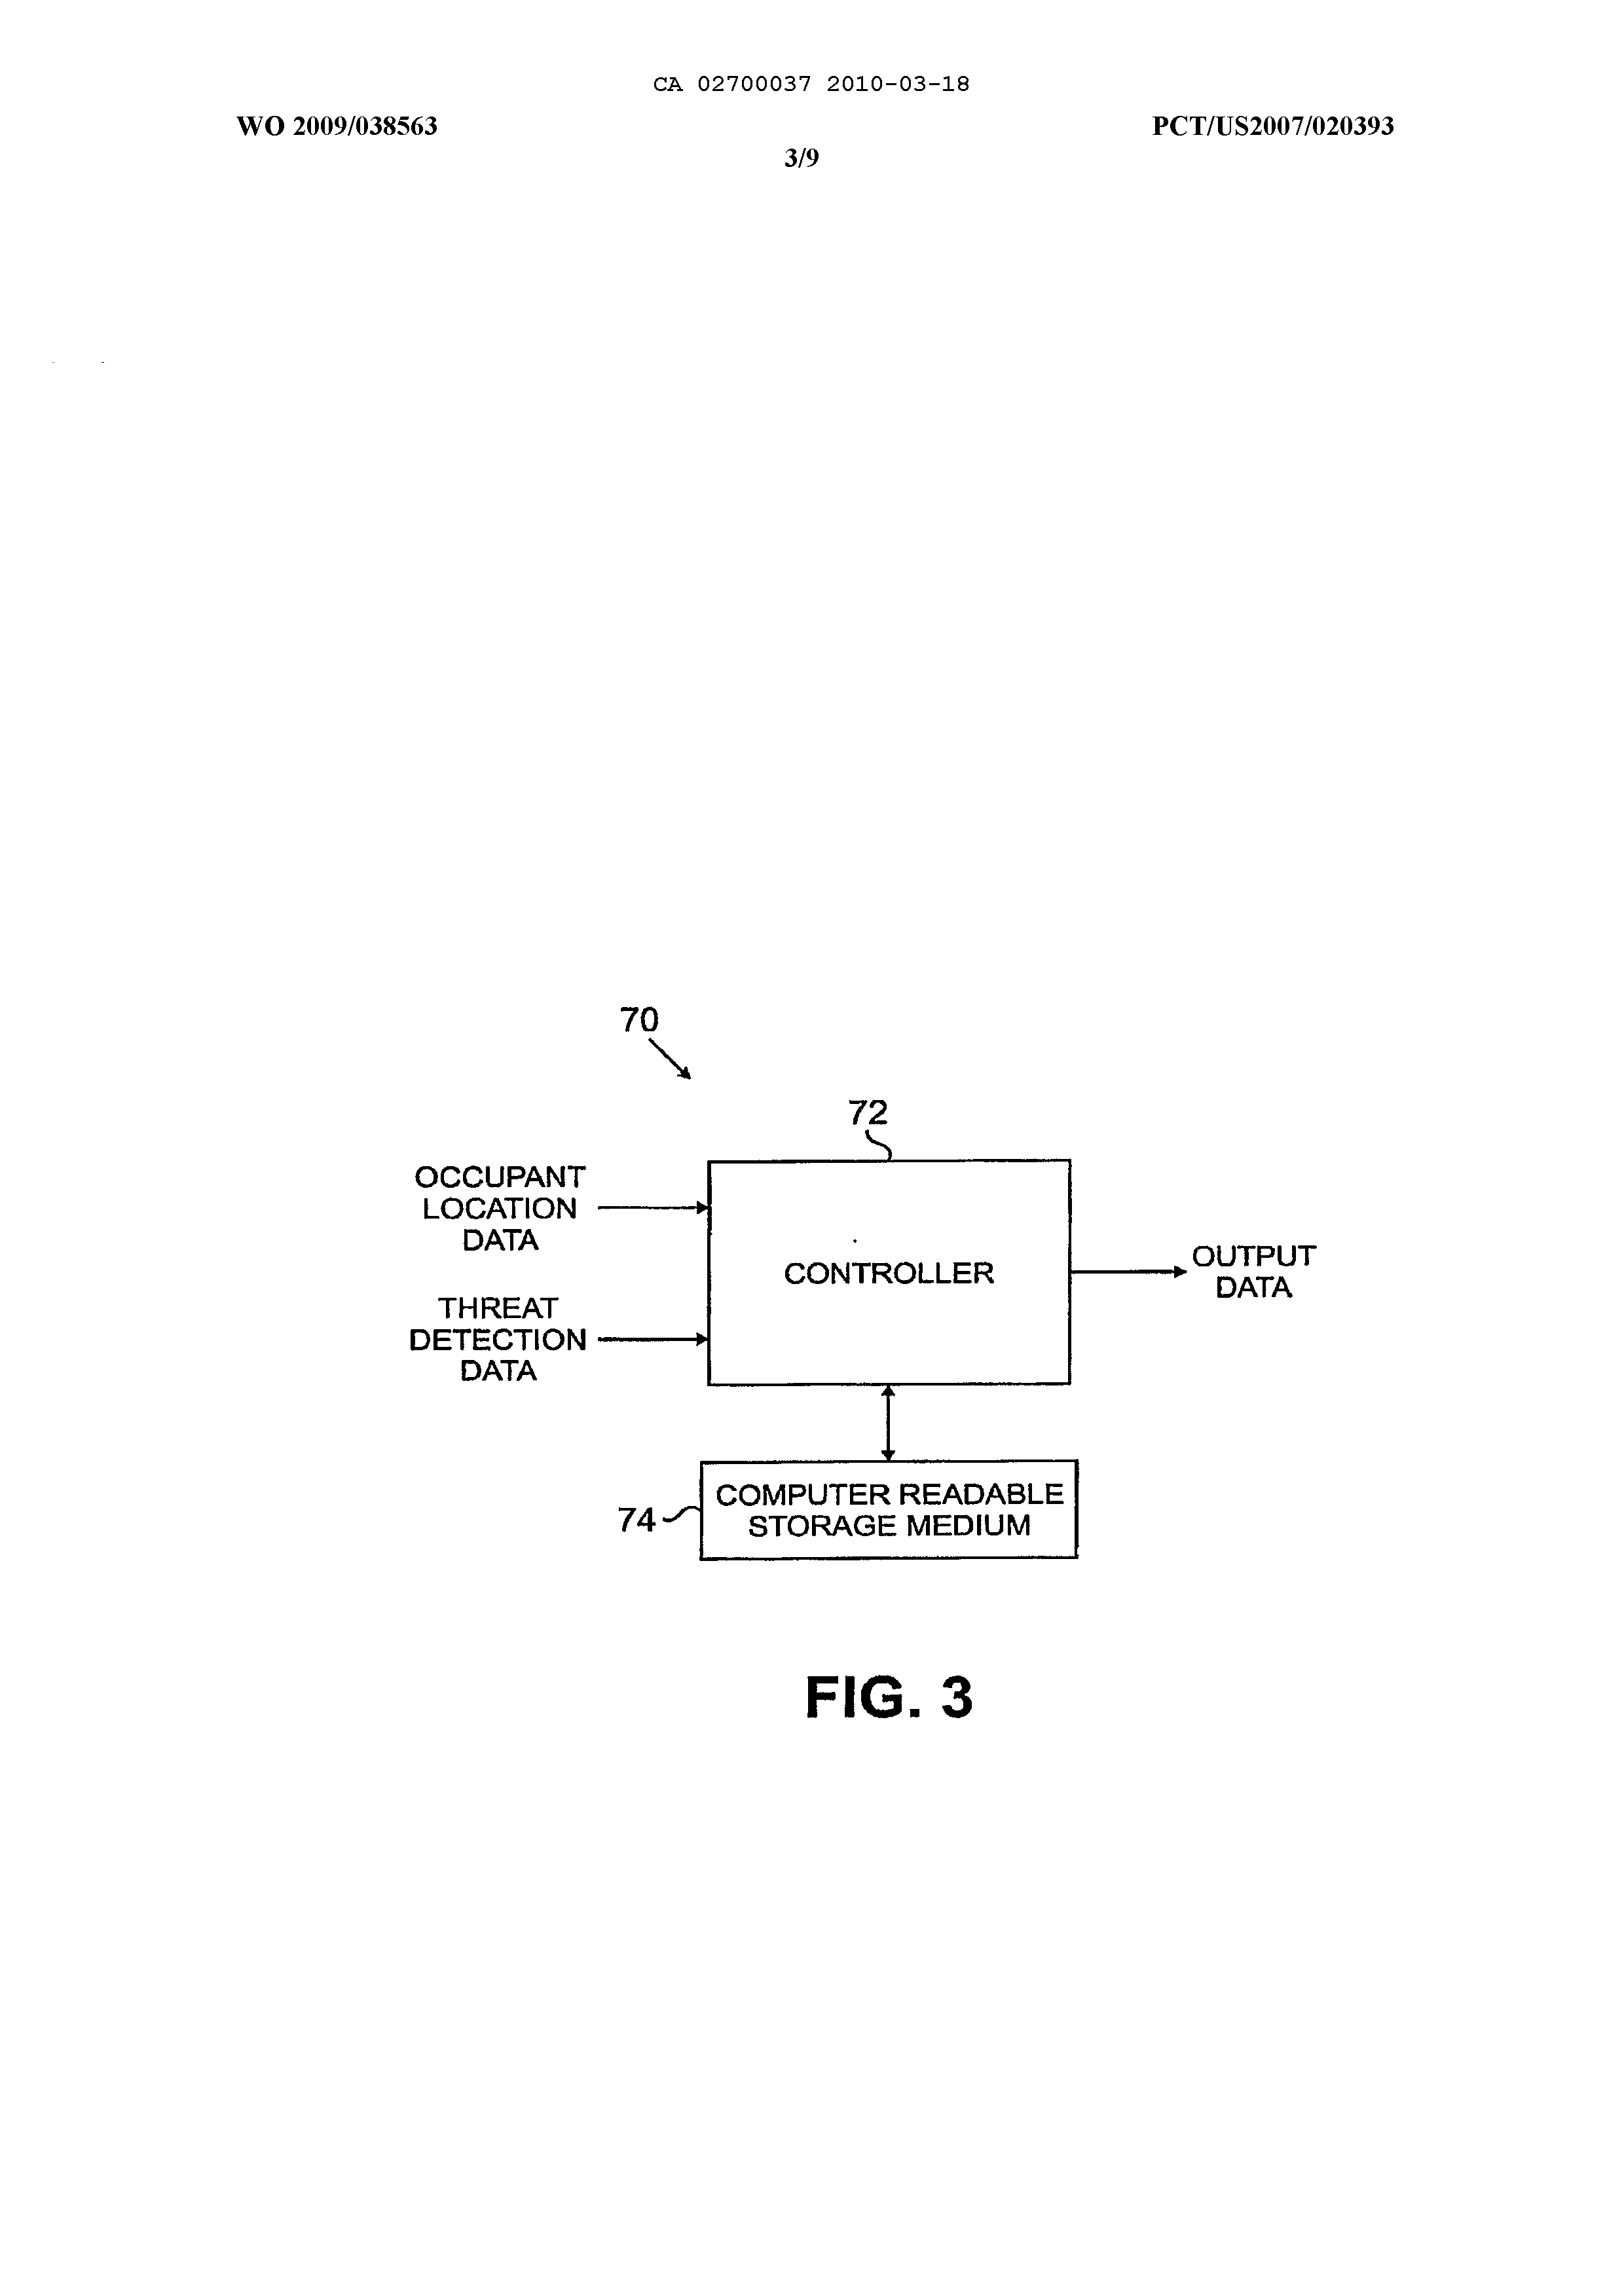 CA 02700037 2010-03-18
WO 2009/038563
PCT/US2007/020393
3/9
70
72
OCCUPANT
LOCATION
DATA
THREAT
DETECTION
DATA
CONTROLLER
OUTPUT
DATA
74
COMPUTER READABLE
STORAGE MEDIUM
FIG. 3